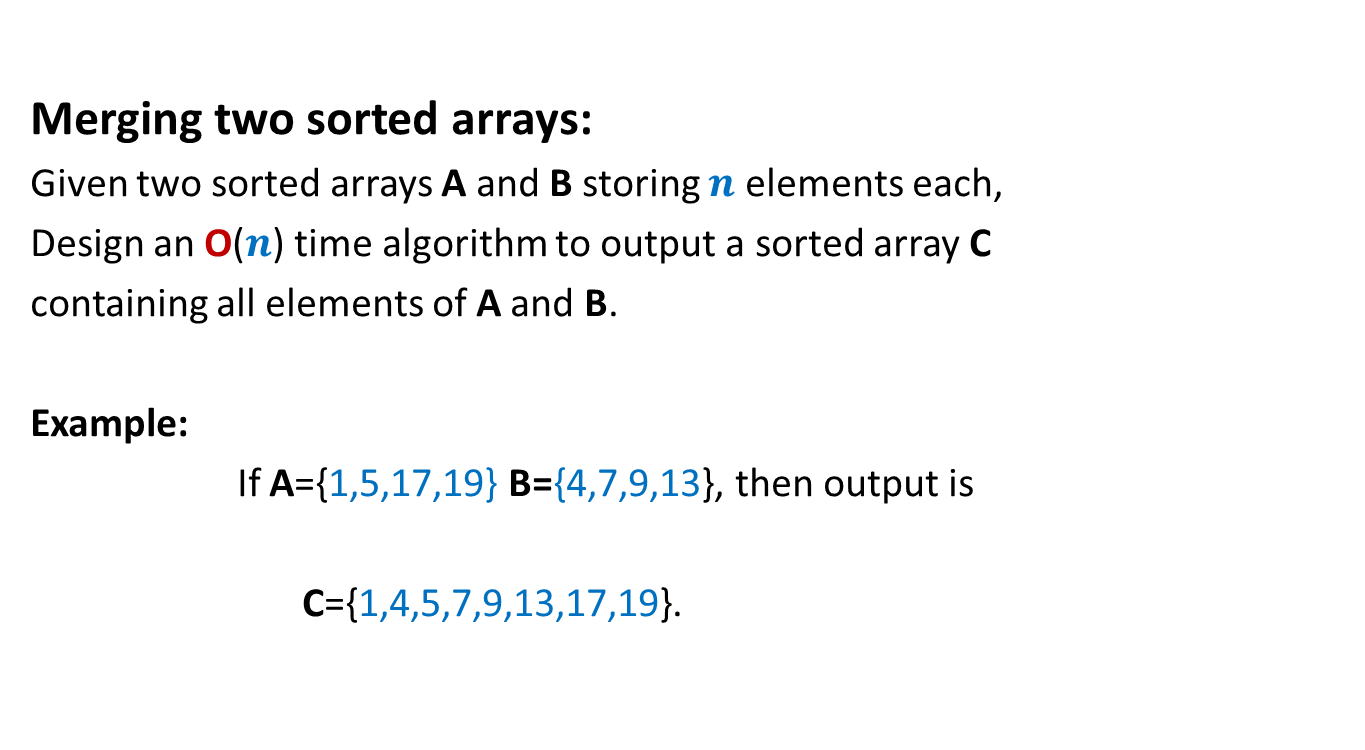 Merging two sorted arrays:
Given two sorted arrays A and B storing n elements each,
Design an O(n) time algorithm to output a sorted array C
containing all elements of A and B.
Example:
If A={1,5,17,19} B={4,7,9,13}, then output is
C={1,4,5,7,9,13,17,19}.